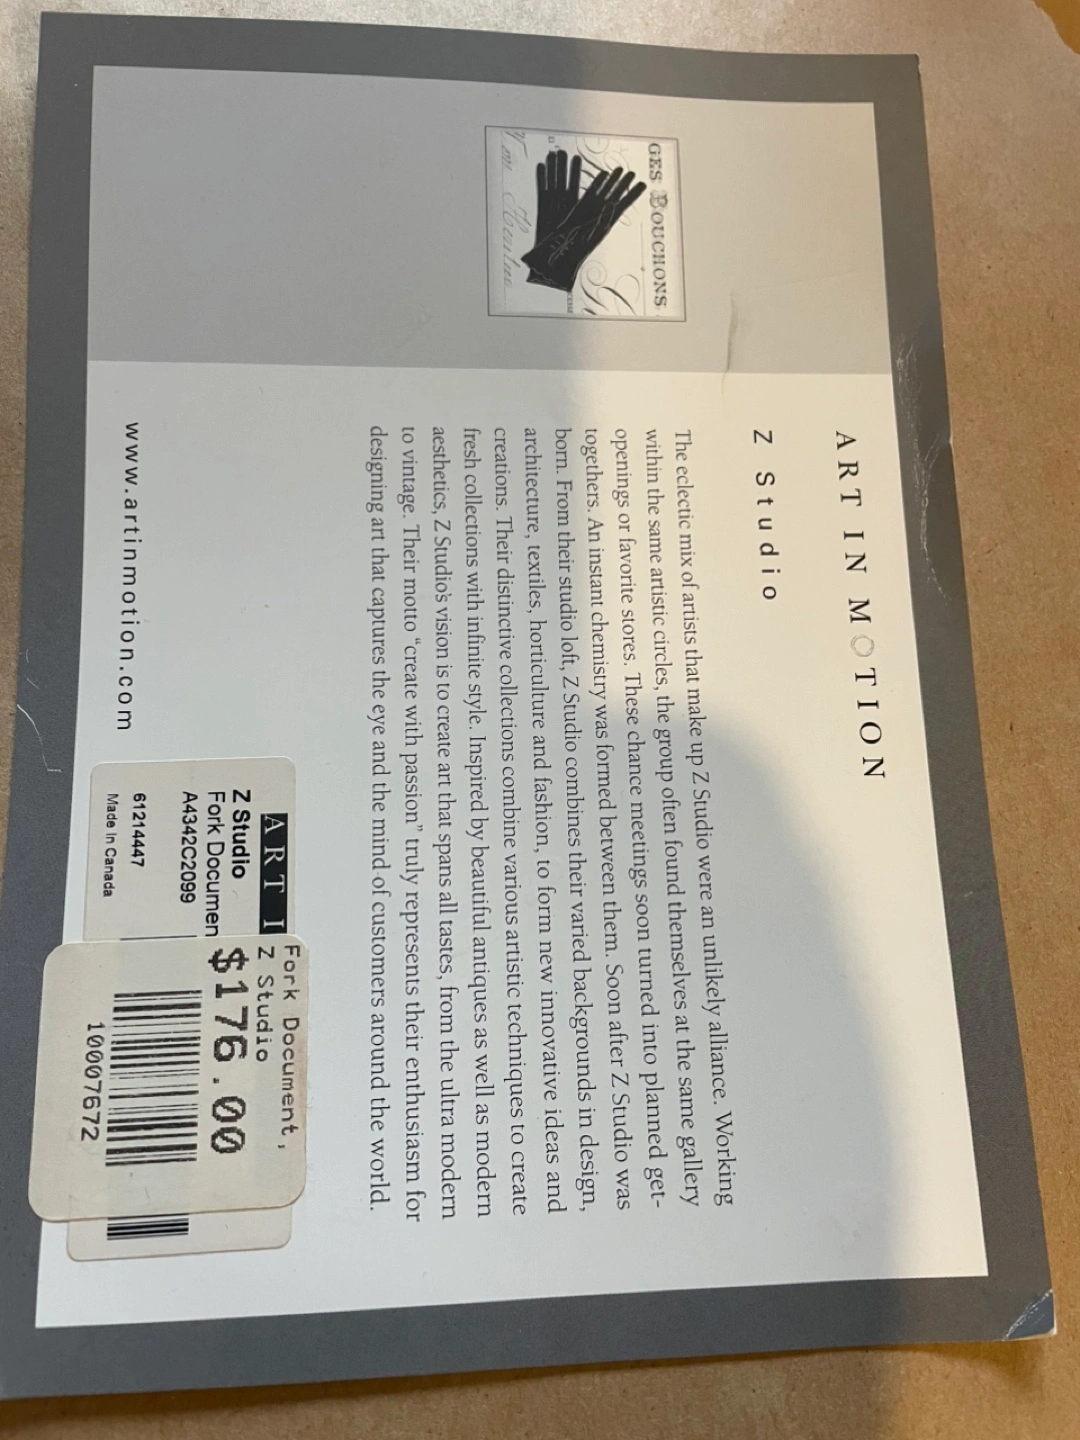 ART IN MOTION
Z Studio
The eclectic mix of artists that make up Z Studio were an unlikely alliance. Working
within the same artistic circles, the group often found themselves at the same gallery
openings or favorite stores. These chance meetings soon turned into planned get-
togethers. An instant chemistry was formed between them. Soon after Z Studio was
born. From their studio loft, Z Studio combines their varied backgrounds in design,
architecture, textiles, horticulture and fashion, to form new innovative ideas and
creations. Their distinctive collections combine various artistic techniques to create
fresh collections with infinite style. Inspired by beautiful antiques as well as modern
aesthetics, Z Studio's vision is to create art that spans all tastes, from the ultra modern
to vintage. Their motto “create with passion” truly represents their enthusiasm for
designing art that captures the eye and the mind of customers around the world.
www.artinmotion.com
GES BOUCHONS
ART I
Z Studio
Fork Documen
A4342C2099
61214447
Made in Canada
Fork Document,
Z Studio
$176.00
10007672